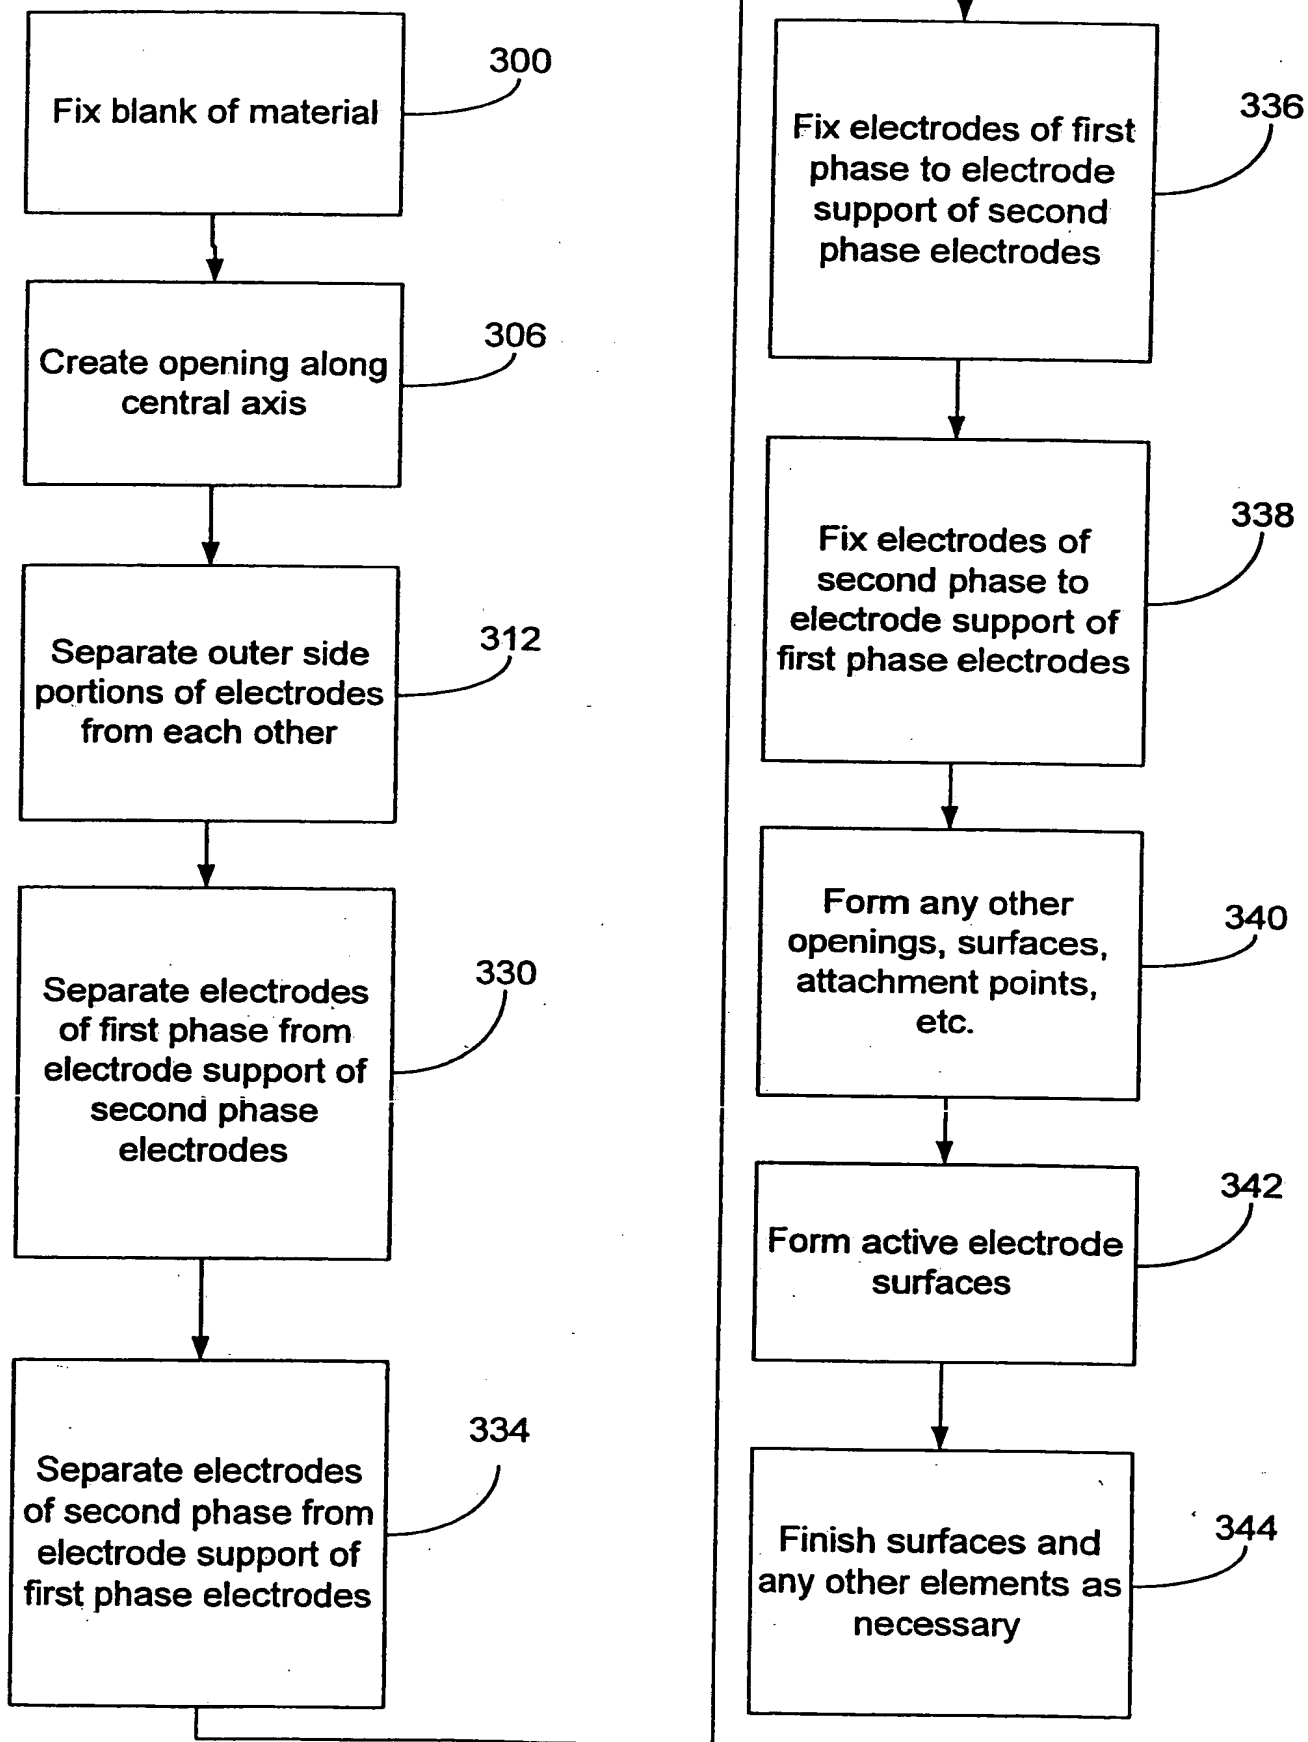 Fix blank of material
300
Create opening along
central axis
306
Separate outer side
portions of electrodes
from each other
312
Separate electrodes
of first phase from
electrode support of
second phase
electrodes
330
Separate electrodes
of second phase from
electrode support of
first phase electrodes
334
Fix electrodes of first
phase to electrode
support of second
phase electrodes
336
Fix electrodes of
second phase to
electrode support of
first phase electrodes
338
Form any other
openings, surfaces,
attachment points,
etc.
340
Form active electrode
surfaces
342
Finish surfaces and
any other elements as
necessary
344